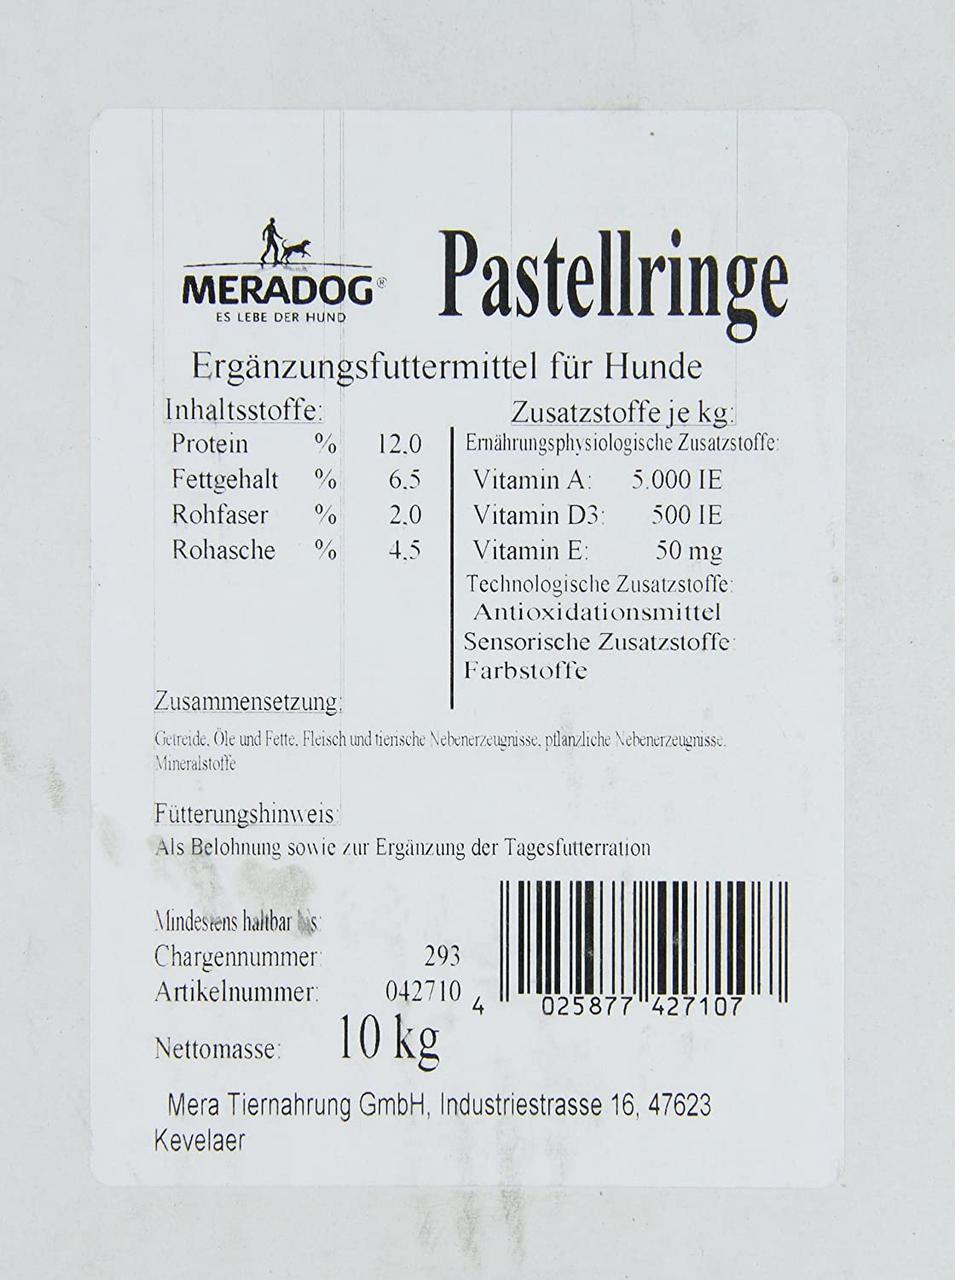 MERADOG®
ES LEBE DER HUND
Pastellringe
Ergänzungsfuttermittel für Hunde
Inhaltsstoffe:
Protein % 12.0
Fettgehalt % 6.5
Rohfaser % 2.0
Rohasche % 4.5
Zusatzstoffe je kg:
Ernährungsphysiologische Zusatzstoffe:
Vitamin A: 5.000 IE
Vitamin D3: 500 IE
Vitamin E: 50 mg
Technologische Zusatzstoffe:
Antioxidationsmittel
Sensorische Zusatzstoffe:
Farbstoffe
Zusammensetzung:
Getreide, Öle und Fette, Fleisch und tierische Nebenerzeugnisse, pflanzliche Nebenerzeugnisse,
Mineralstoffe
Fütterungshinweis:
Als Belohnung sowie zur Ergänzung der Tagesfutterration
Mindestens haltbar bis:
Chargennummer: 293
Artikelnummer: 042710
Nettomasse: 10 kg
4 025877 427107
Mera Tiernahrung GmbH, Industriestrasse 16, 47623
Kevelaer